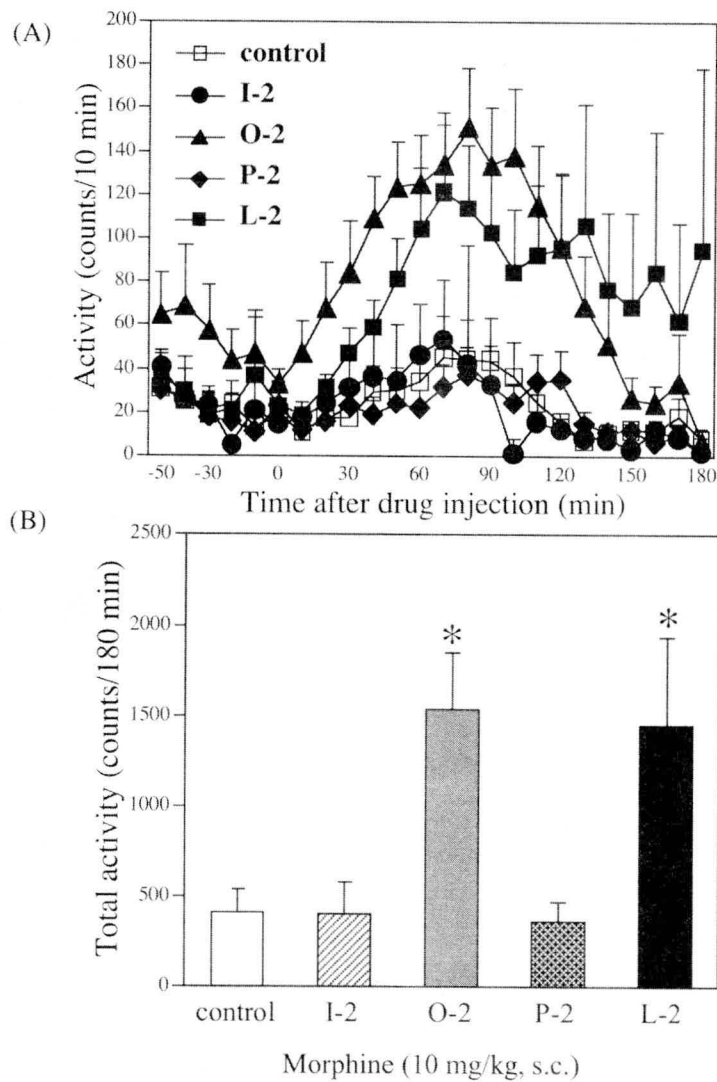 (A)
200
180
160
140
120
100
80
60
40
20
0
Activity (counts/10 min)
control
I-2
O-2
P-2
L-2
-50 -30 0 30 60 90 120 150 180
Time after drug injection (min)
(B)
2500
2000
1500
1000
500
0
Total activity (counts/180 min)
* *
control I-2 O-2 P-2 L-2
Morphine (10 mg/kg, s.c.)